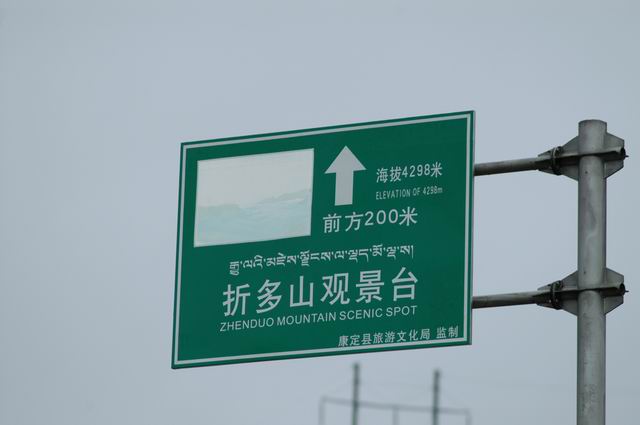 海拔4298米
ELEVATION OF 4298m
前方200米
折多山观景台
ZHENDUO MOUNTAIN SCENIC SPOT
康定县旅游文化局 监制